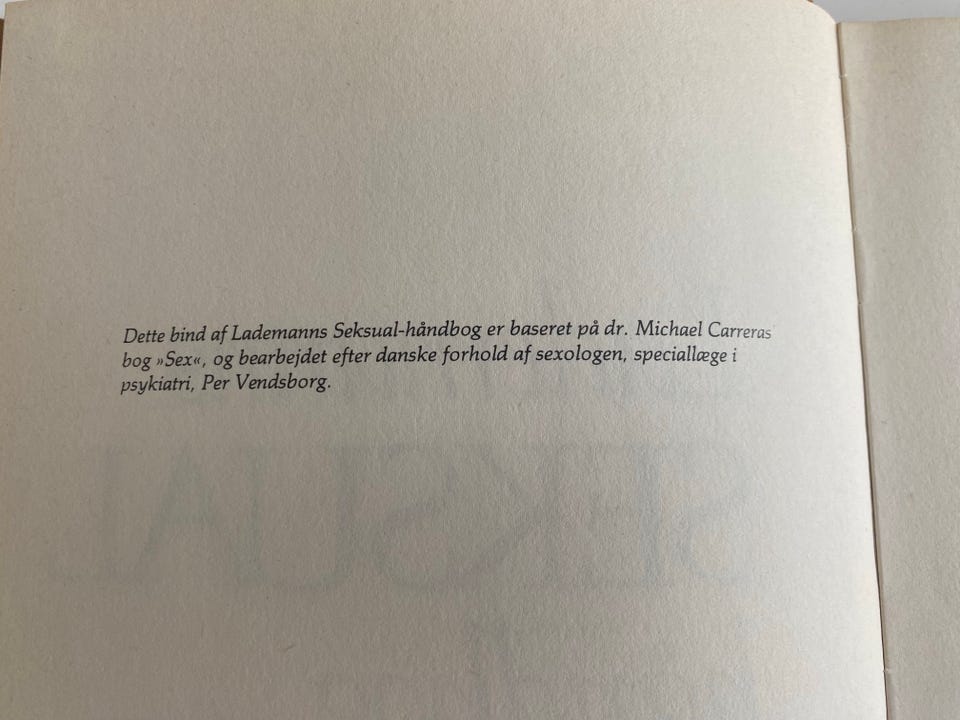 Dette bind af Lademanns Seksual-håndbog er baseret på dr. Michael Carreras
bog »Sex«, og bearbejdet efter danske forhold af sexologen, speciallæge i
psykiatri, Per Vendsborg.
SEKSUAL